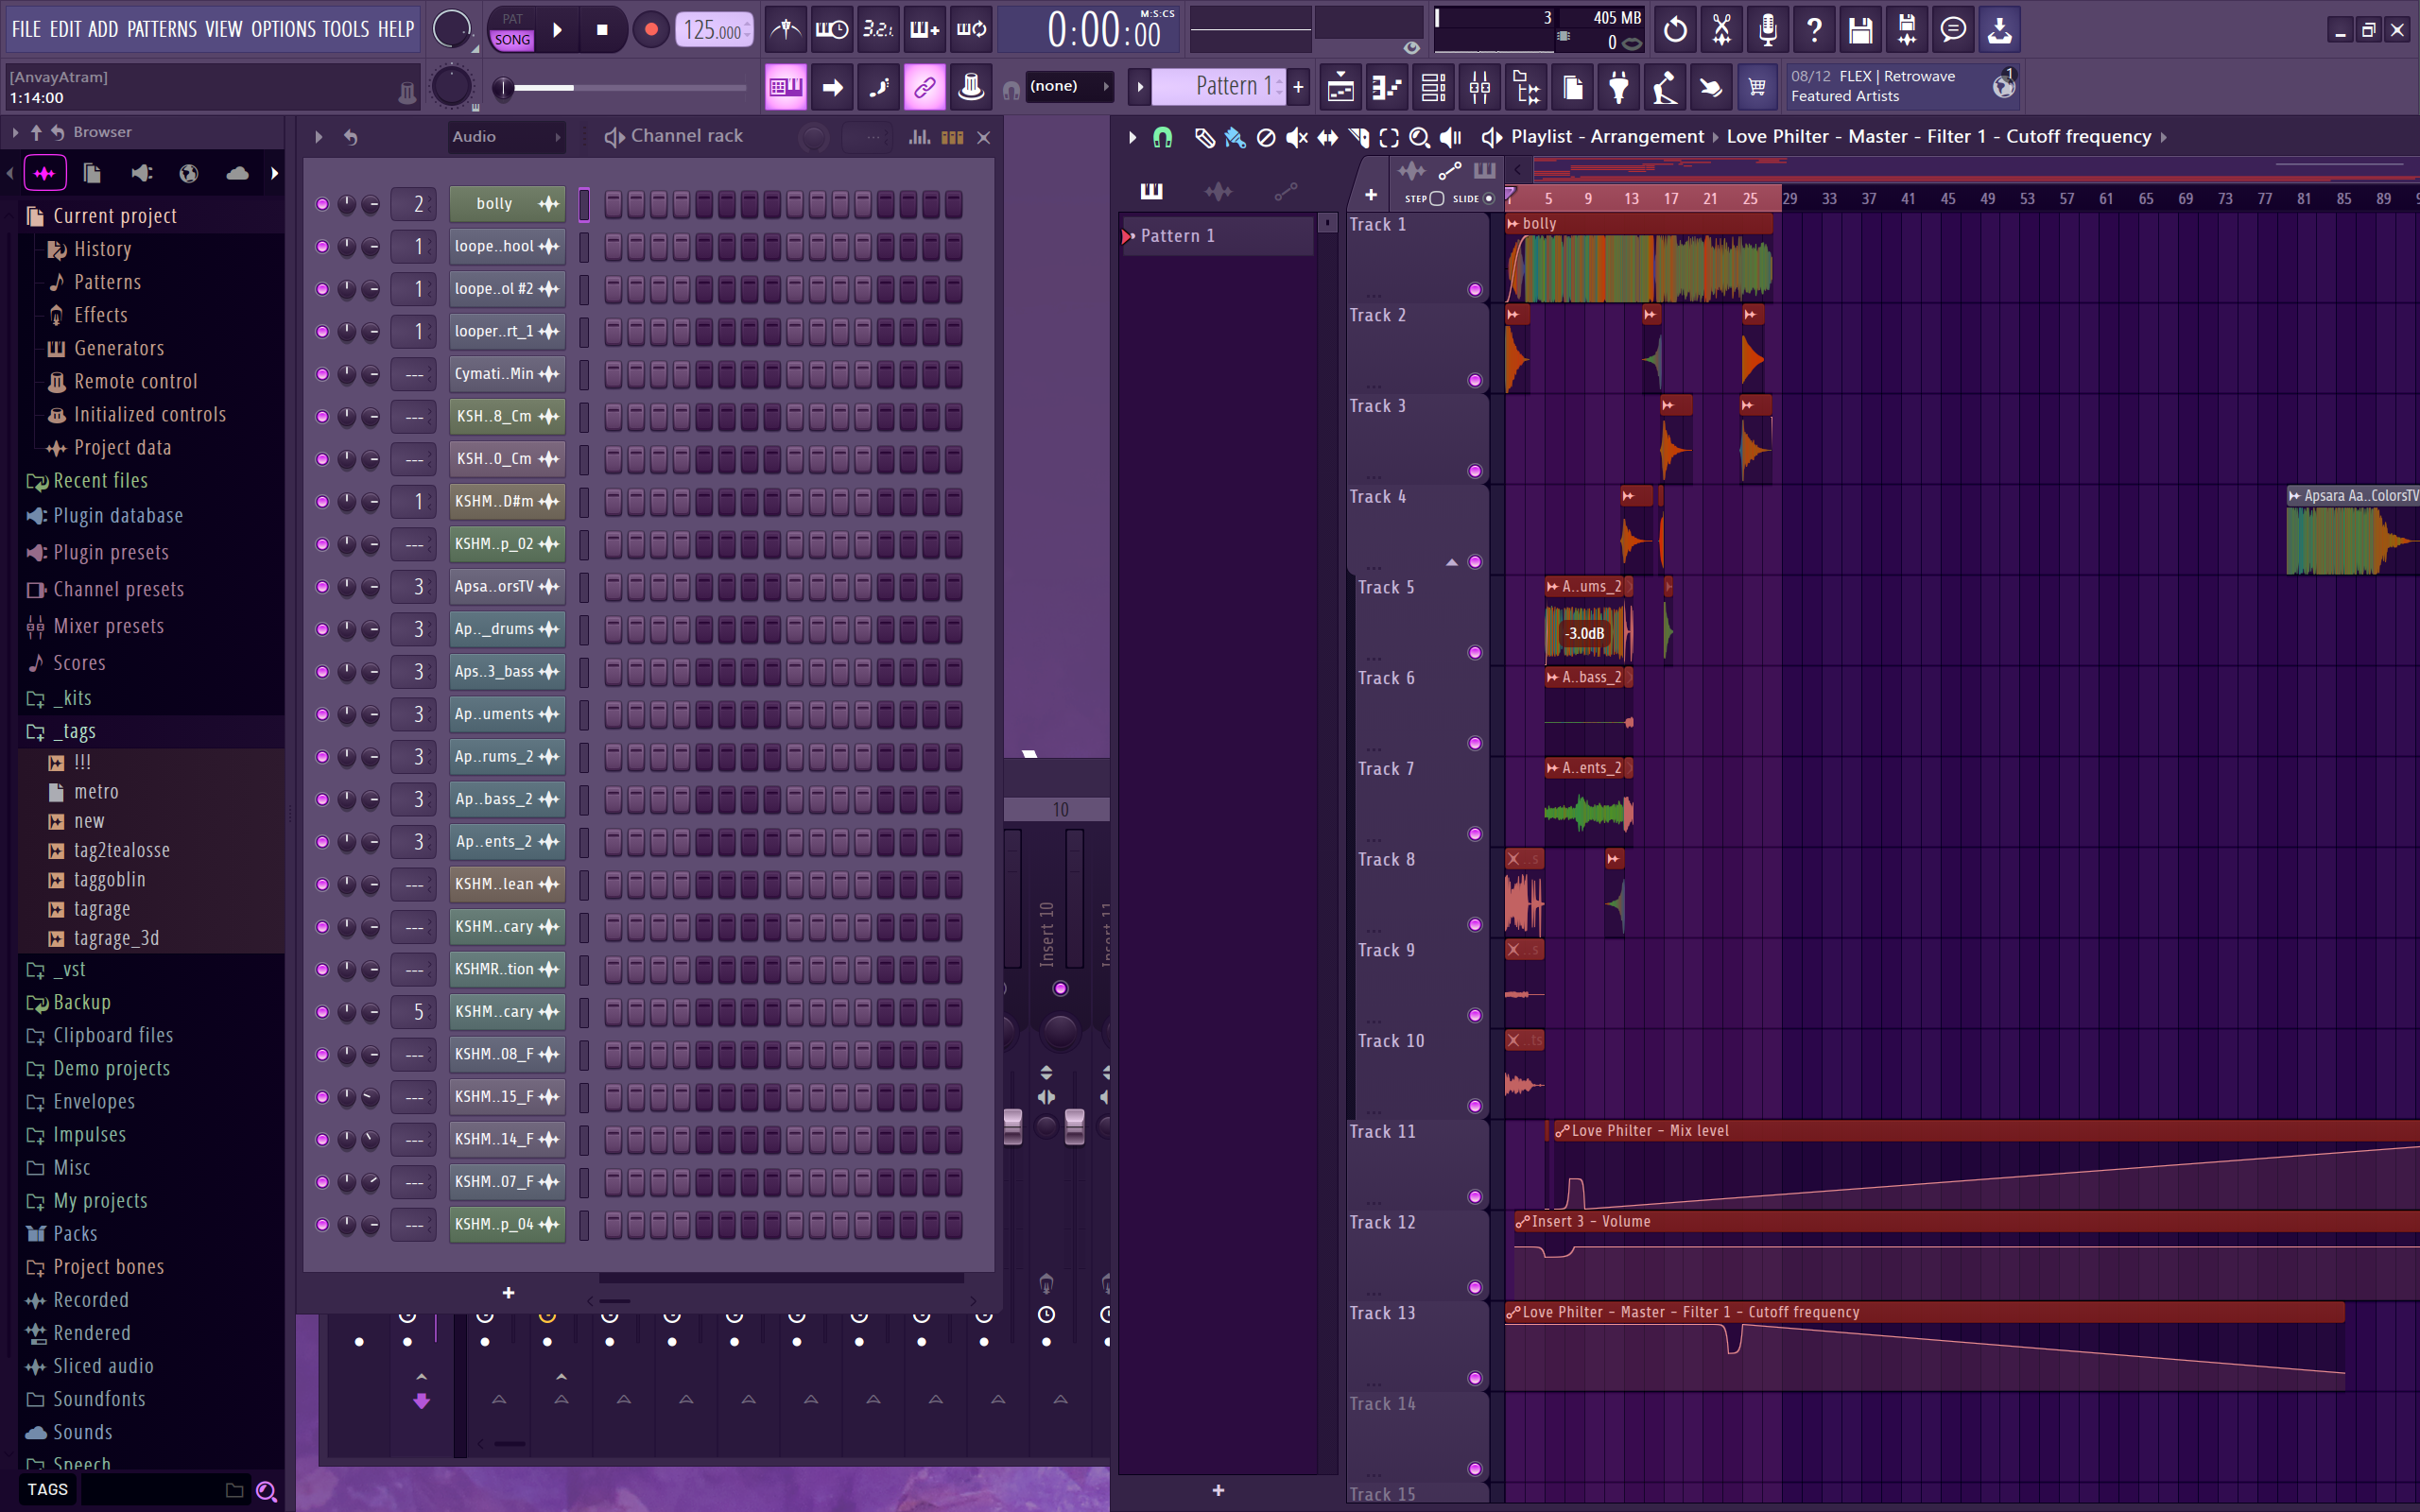 FILE EDIT ADD PATTERNS VIEW OPTIONS TOOLS HELP
PAT
SONG
125.000
3.2.1
0:00:00
M:S:CS
3
405 MB
0
[AnvayAtram]
1:14:00
(none)
Pattern 1
08/12 FLEX | Retrowave
Featured Artists
1
Browser
Current project
History
Patterns
Effects
Generators
Remote control
Initialized controls
Project data
Recent files
Plugin database
Plugin presets
Channel presets
Mixer presets
Scores
_kits
_tags
!!!
metro
new
tag2tealosse
taggoblin
tagrage
tagrage_3d
_vst
Backup
Clipboard files
Demo projects
Envelopes
Impulses
Misc
My projects
Packs
Project bones
Recorded
Rendered
Sliced audio
Soundfonts
Sounds
Speech
TAGS
Audio
Channel rack
2 bolly
1 loope..hool
1 loope..ol #2
1 looper..rt_1
--- Cymati..Min
--- KSH..8_Cm
--- KSH..0_Cm
1 KSHM..D#m
--- KSHM..p_02
3 Apsa..orsTV
3 Ap.._drums
3 Aps..3_bass
3 Ap..uments
3 Ap..rums_2
3 Ap..bass_2
3 Ap..ents_2
--- KSHM..lean
--- KSHM..cary
--- KSHMR..tion
5 KSHM..cary
--- KSHM..08_F
--- KSHM..15_F
--- KSHM..14_F
--- KSHM..07_F
--- KSHM..p_04
10
Insert 10
Playlist - Arrangement Love Philter - Master - Filter 1 - Cutoff frequency
STEP SLIDE
5 9 13 17 21 25 29 33 37 41 45 49 53 57 61 65 69 73 77 81 85 89
Pattern 1
Track 1
bolly
Track 2
Track 3
Track 4
Apsara Aa..ColorsTV
Track 5
A..ums_2
-3.0dB
Track 6
A..bass_2
Track 7
A..ents_2
Track 8
Track 9
Track 10
Track 11
Love Philter - Mix level
Track 12
Insert 3 - Volume
Track 13
Love Philter - Master - Filter 1 - Cutoff frequency
Track 14
Track 15